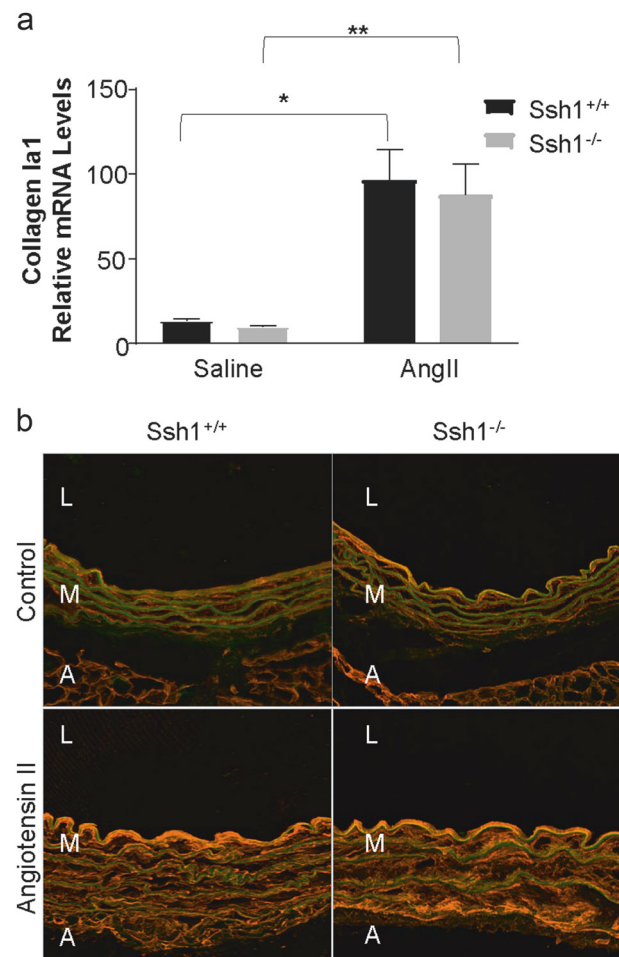 a
**
*
150
100
50
0
Collagen Ia1
Relative mRNA Levels
Ssh1+/+
Ssh1-/-
Saline
AngII
b
Ssh1+/+
Ssh1-/-
Control
L
M
A
L
M
A
Angiotensin II
L
M
A
L
M
A